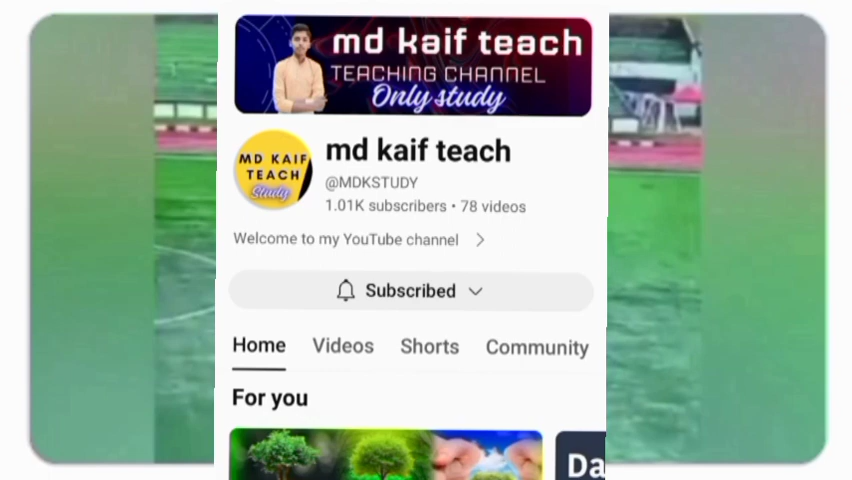 md kaif teach
TEACHING CHANNEL
Only study
MD KAIF
TEACH
Study
md kaif teach
@MDKSTUDY
1.01K subscribers • 78 videos
Welcome to my YouTube channel
Subscribed
Home Videos Shorts Community
For you
Da